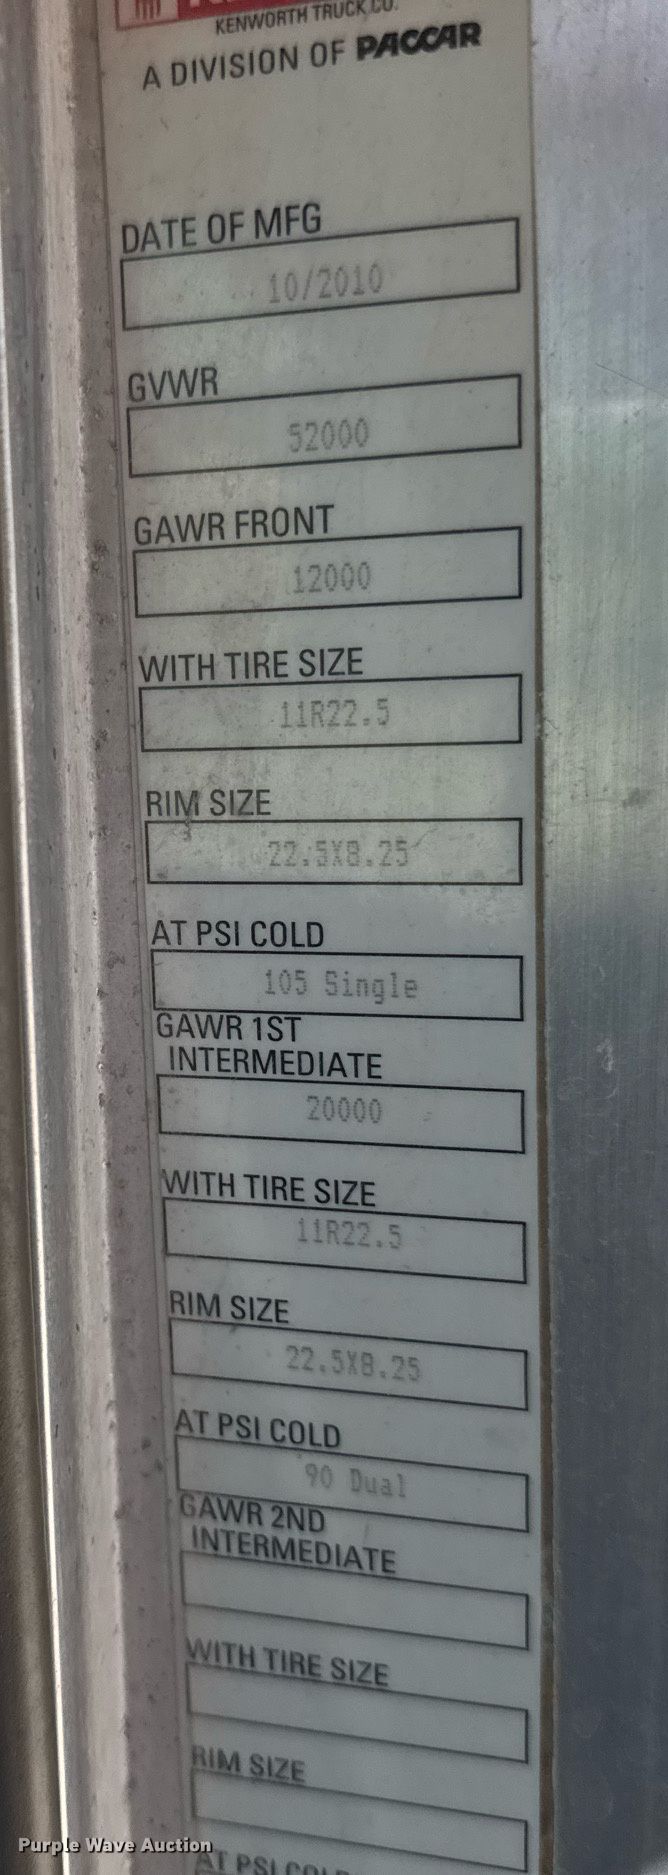 KENWORTH TRUCK CO.
A DIVISION OF PACCAR
DATE OF MFG
10/2010
GVWR
52000
GAWR FRONT
12000
WITH TIRE SIZE
11R22.5
RIM SIZE
22.5X8.25
AT PSI COLD
105 Single
GAWR 1ST
INTERMEDIATE
20000
WITH TIRE SIZE
11R22.5
RIM SIZE
22.5X8.25
AT PSI COLD
90 Dual
GAWR 2ND
INTERMEDIATE
WITH TIRE SIZE
RIM SIZE
AT PSI COLD
Purple Wave Auction